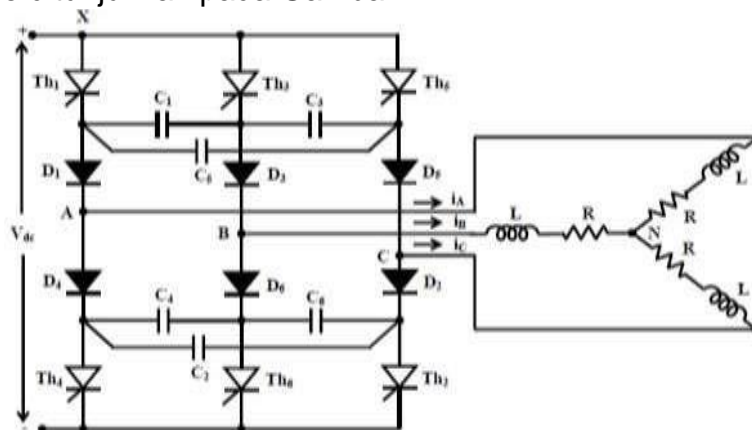 X
+
Th₁
Th₃
Th₅
C₁
C₃
C₅
D₁
D₃
D₅
A
i_A
L
R
V_dc
B
i_B
L
R
N
C
i_C
R
L
D₄
D₆
D₂
C₄
C₆
C₂
Th₄
Th₆
Th₂
-